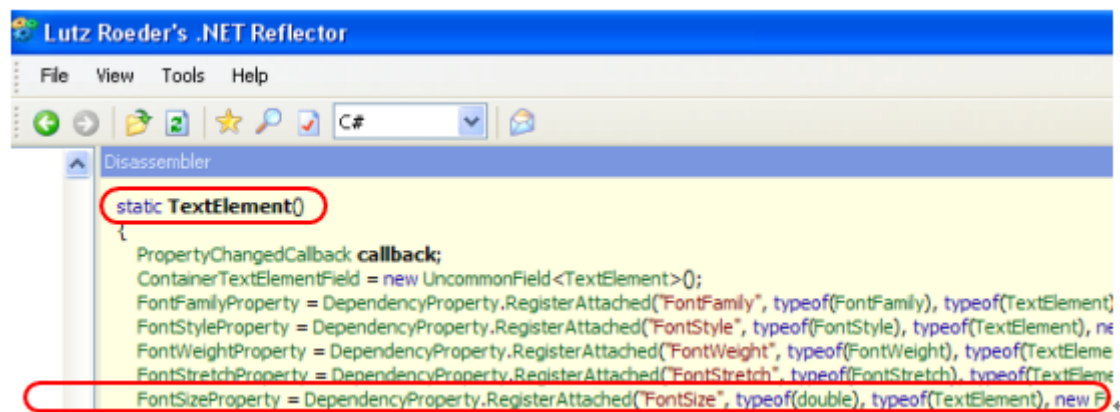 Lutz Roeder's .NET Reflector
File View Tools Help
C#
Disassembler
static TextElement()
{
PropertyChangedCallback callback;
ContainerTextElementField = new UncommonField<TextElement>();
FontFamilyProperty = DependencyProperty.RegisterAttached("FontFamily", typeof(FontFamily), typeof(TextElement)
FontStyleProperty = DependencyProperty.RegisterAttached("FontStyle", typeof(FontStyle), typeof(TextElement), ne
FontWeightProperty = DependencyProperty.RegisterAttached("FontWeight", typeof(FontWeight), typeof(TextEleme
FontStretchProperty = DependencyProperty.RegisterAttached("FontStretch", typeof(FontStretch), typeof(TextEleme
FontSizeProperty = DependencyProperty.RegisterAttached("FontSize", typeof(double), typeof(TextElement), new F